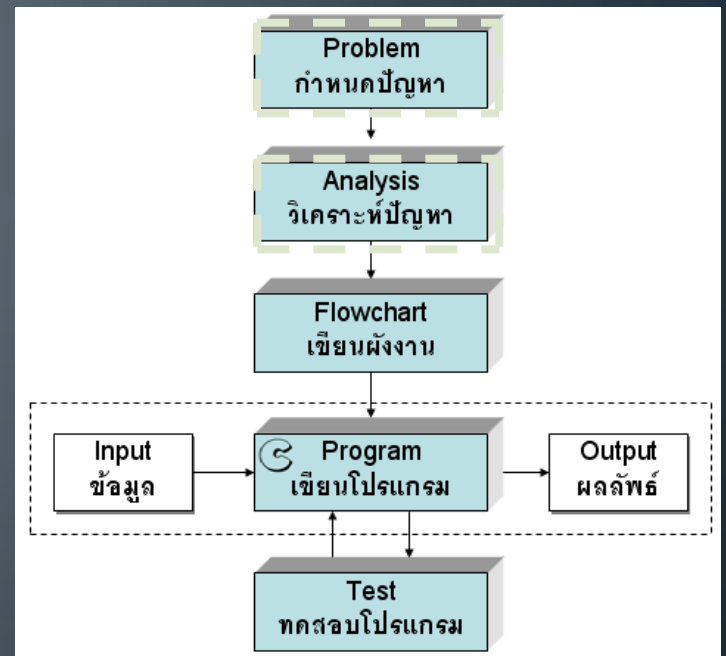 Problem
กำหนดปัญหา
Analysis
วิเคราะห์ปัญหา
Flowchart
เขียนผังงาน
Input
ข้อมูล
C
Program
เขียนโปรแกรม
Output
ผลลัพธ์
Test
ทดสอบโปรแกรม